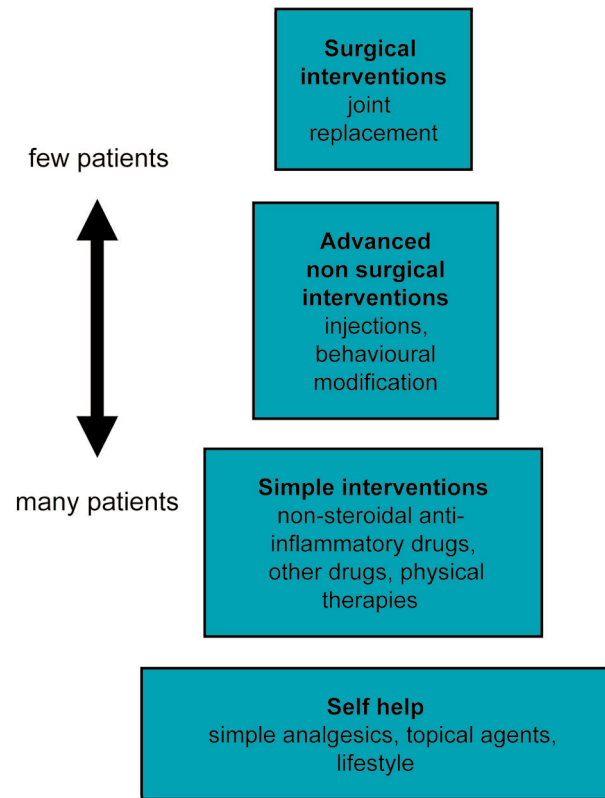 Surgical
interventions
joint
replacement
few patients
Advanced
non surgical
interventions
injections,
behavioural
modification
many patients
Simple interventions
non-steroidal anti-
inflammatory drugs,
other drugs, physical
therapies
Self help
simple analgesics, topical agents,
lifestyle